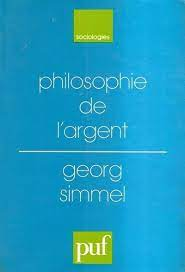 sociologies
philosophie
de
l'argent
georg
simmel
puf